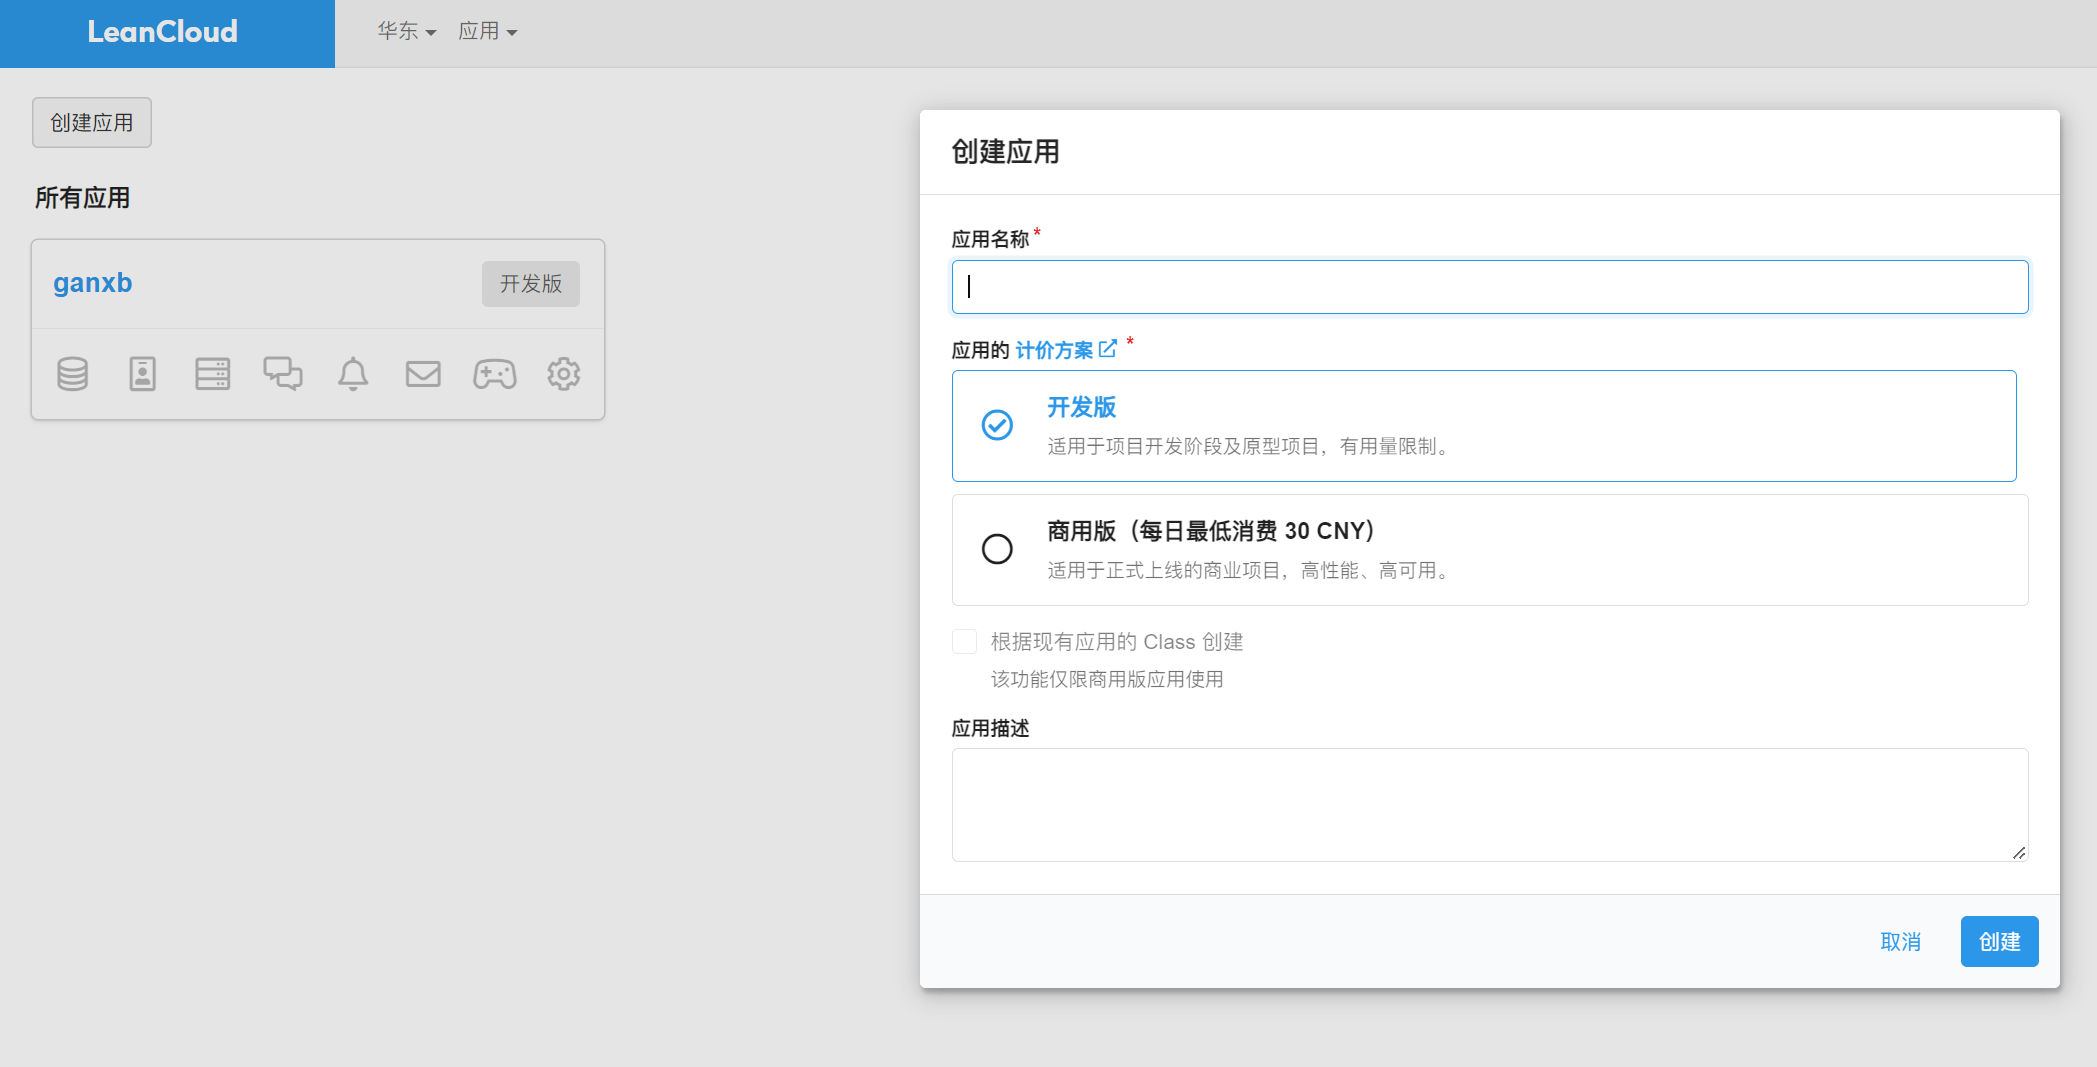 LeanCloud
华东
应用
创建应用
所有应用
ganxb
开发版
创建应用
应用名称*
应用的 计价方案 *
开发版
适用于项目开发阶段及原型项目，有用量限制。
商用版（每日最低消费 30 CNY）
适用于正式上线的商业项目，高性能、高可用。
根据现有应用的 Class 创建
该功能仅限商用版应用使用
应用描述
取消
创建